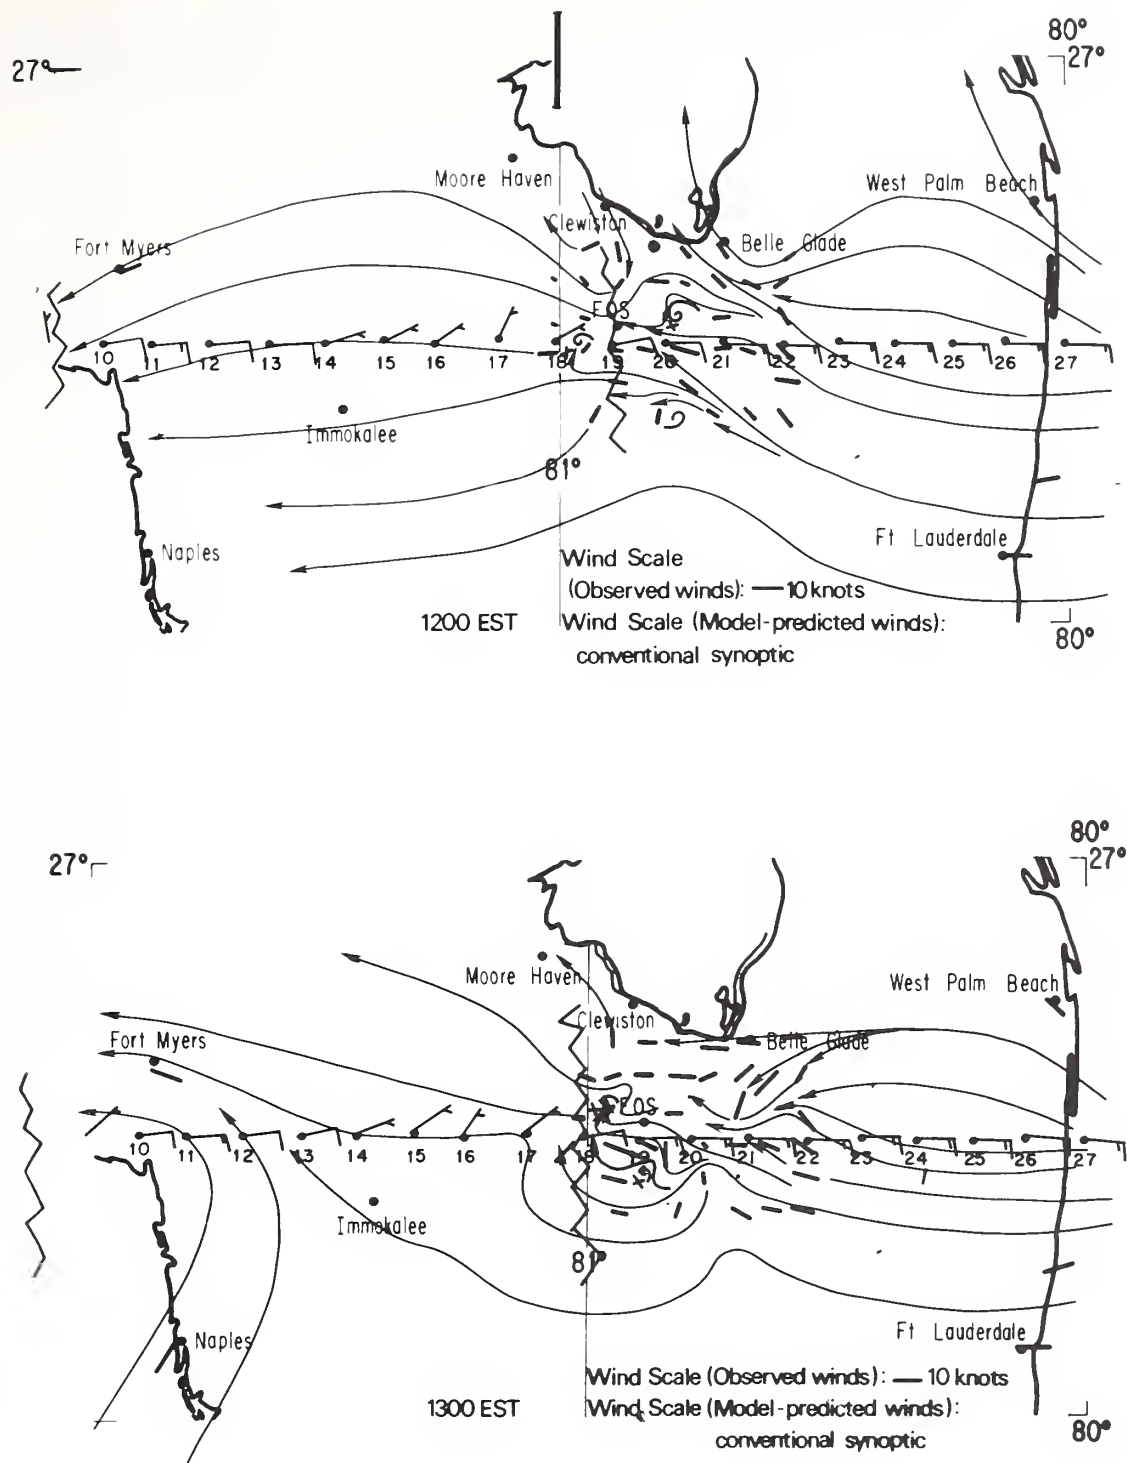 80°
27°
27°
Moore Haven
West Palm Beach
Clewiston
Fort Myers
Belle Glade
EOS
10 11 12 13 14 15 16 17 18 19 20 21 22 23 24 25 26 27
Immokalee
81°
Ft Lauderdale
Naples
Wind Scale
(Observed winds): 10 knots
1200 EST
Wind Scale (Model-predicted winds):
conventional synoptic
80°
80°
27°
27°
Moore Haven
West Palm Beach
Clewiston
Fort Myers
Belle Glade
EOS
10 11 12 13 14 15 16 17 18 19 20 21 22 23 24 25 26 27
Immokalee
81°
Ft Lauderdale
Naples
Wind Scale (Observed winds): 10 knots
1300 EST
Wind Scale (Model-predicted winds):
conventional synoptic
80°